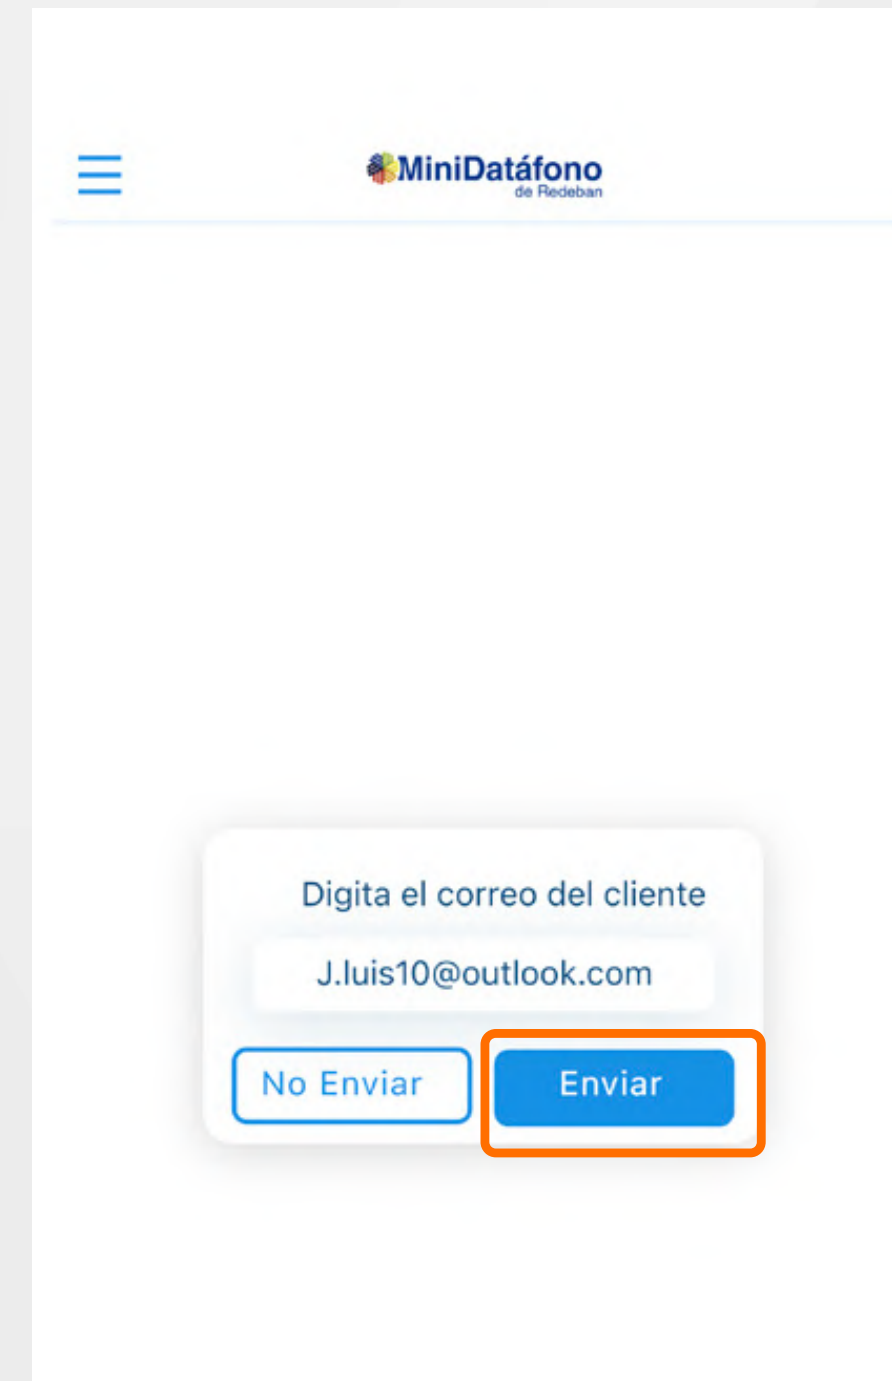 MiniDatáfono
de Redeban
Digita el correo del cliente
J.luis10@outlook.com
No Enviar
Enviar